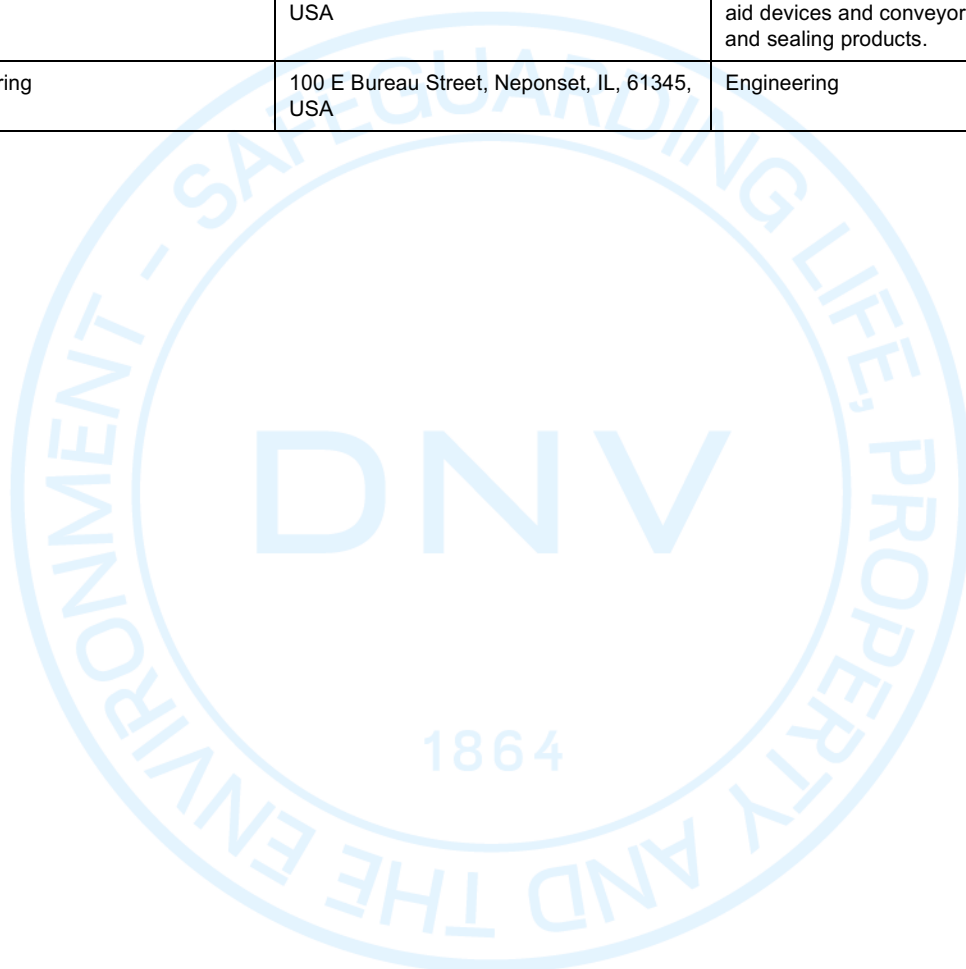 USA
aid devices and conveyor
and sealing products.
ring
100 E Bureau Street, Neponset, IL, 61345,
USA
Engineering
SAFEGUARDING LIFE, PROPERTY AND THE ENVIRONMENT -
DNV
1864